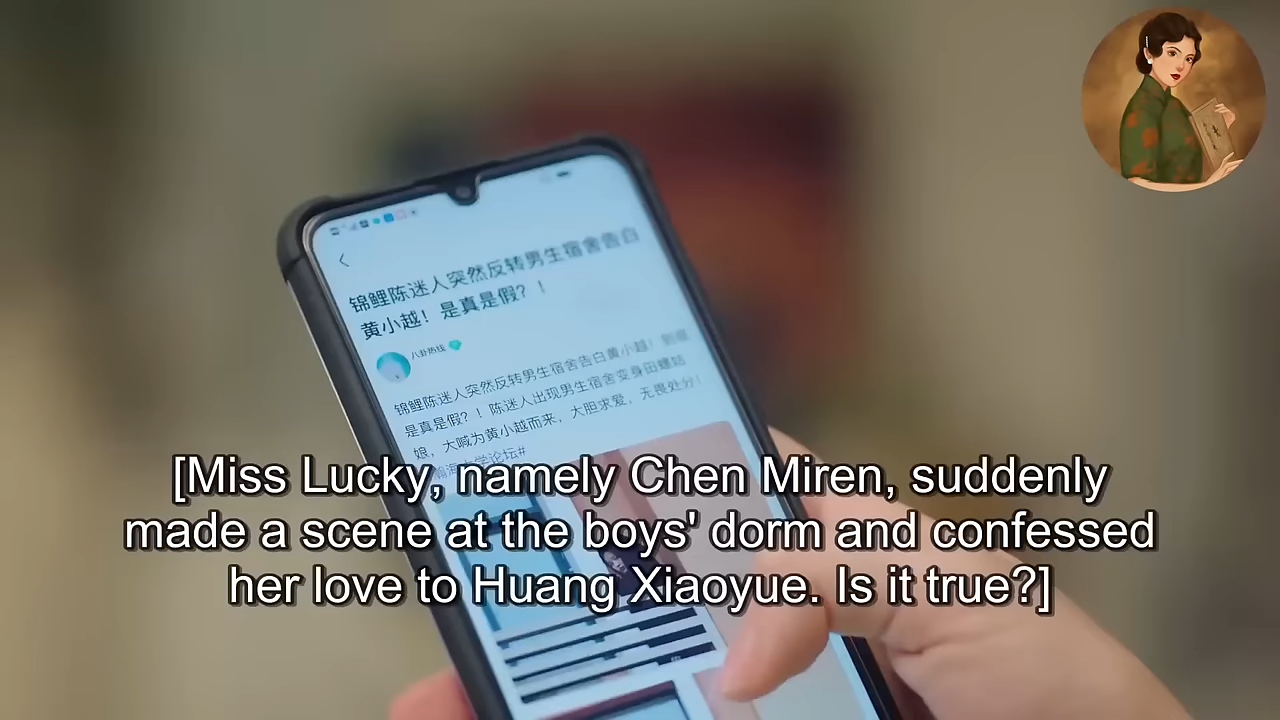 锦鲤陈迷人突然反转男生宿舍告白
黄小越！是真是假？！
八卦热线
锦鲤陈迷人突然反转男生宿舍告白黄小越！到底
是真是假？！陈迷人出现男生宿舍变身田螺姑
娘，大喊为黄小越而来，大胆求爱，无畏处分！
[Miss Lucky, namely Chen Miren, suddenly
made a scene at the boys' dorm and confessed
her love to Huang Xiaoyue. Is it true?]